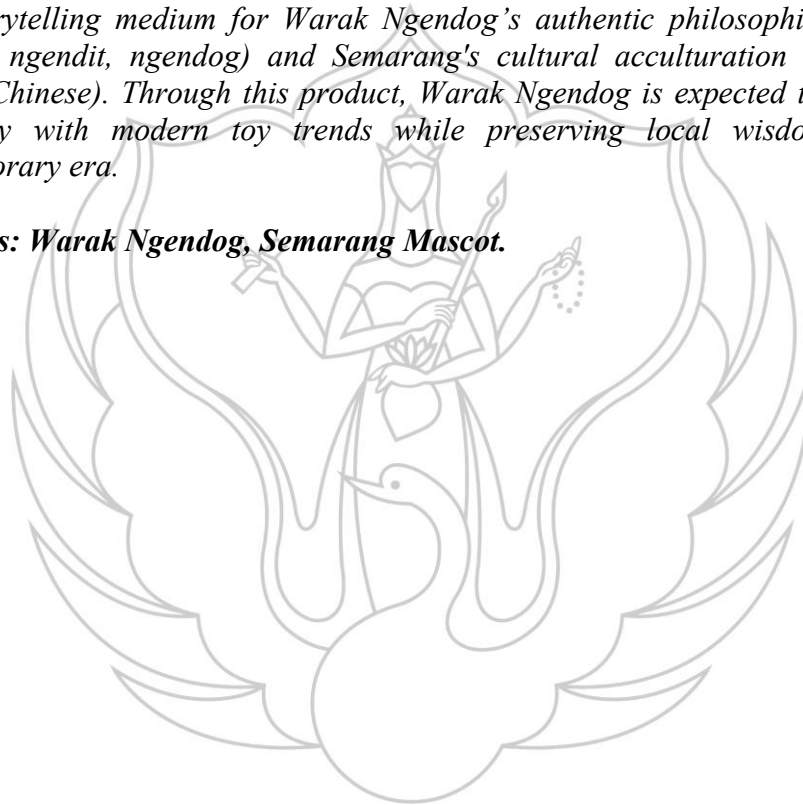 rytelling medium for Warak Ngendog’s authentic philosophi
ngendit, ngendog) and Semarang's cultural acculturation
Chinese). Through this product, Warak Ngendog is expected t
y with modern toy trends while preserving local wisdo
orary era.
s: Warak Ngendog, Semarang Mascot.